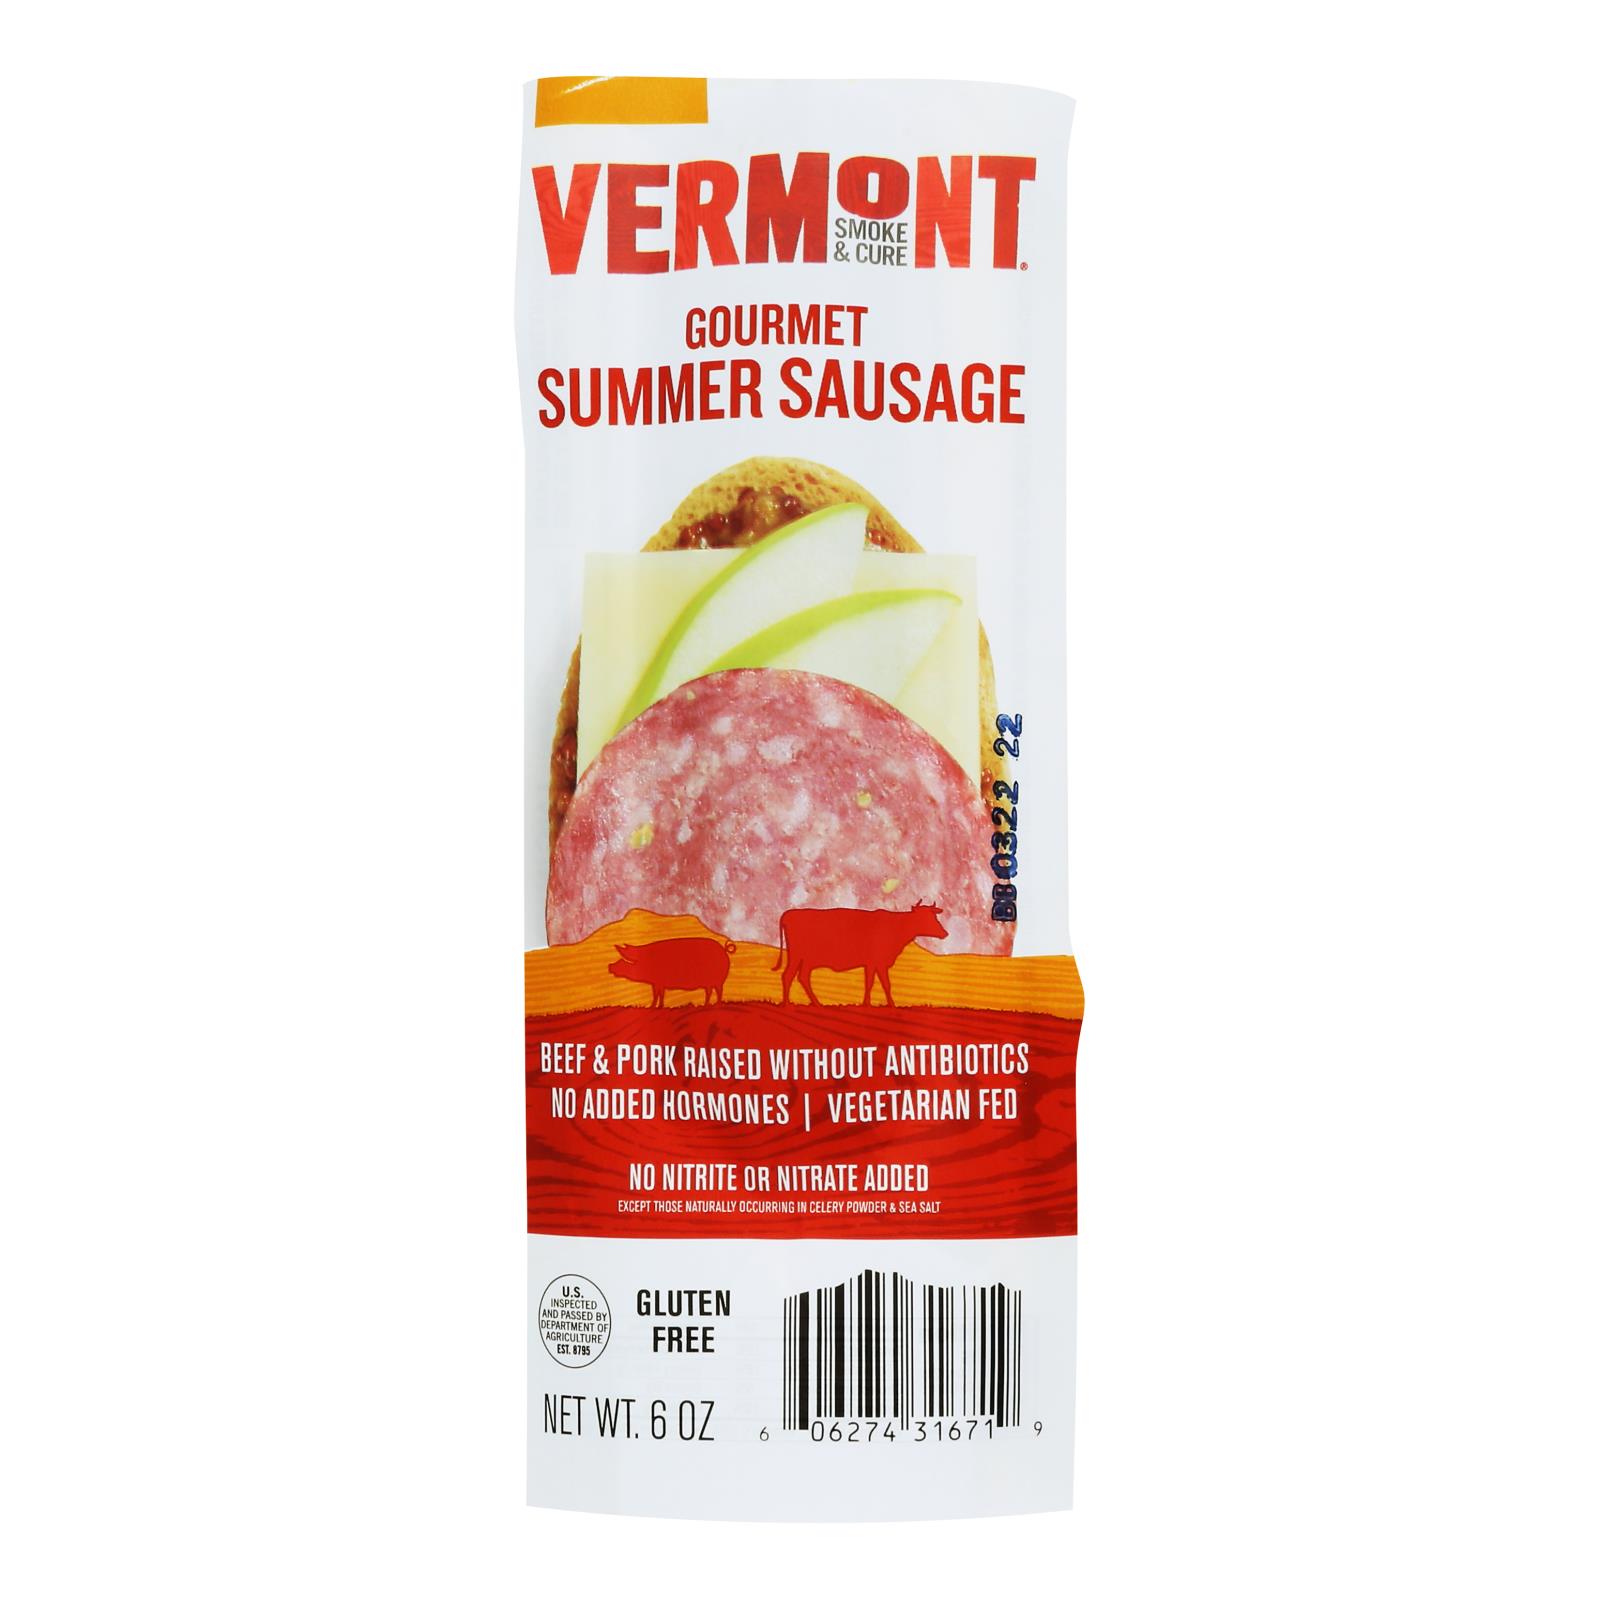 VERMONT
SMOKE
& CURE
GOURMET
SUMMER SAUSAGE
BB 0322 22
BEEF & PORK RAISED WITHOUT ANTIBIOTICS
NO ADDED HORMONES | VEGETARIAN FED
NO NITRITE OR NITRATE ADDED
EXCEPT THOSE NATURALLY OCCURRING IN CELERY POWDER & SEA SALT
U.S.
INSPECTED
AND PASSED BY
DEPARTMENT OF
AGRICULTURE
EST. 8795
GLUTEN
FREE
NET WT. 6 OZ
6 06274 31671 9